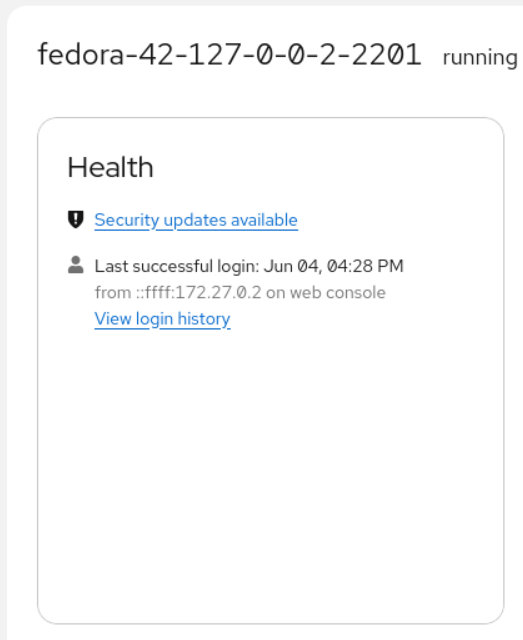 fedora-42-127-0-0-2-2201 running
Health
Security updates available
Last successful login: Jun 04, 04:28 PM
from ::ffff:172.27.0.2 on web console
View login history